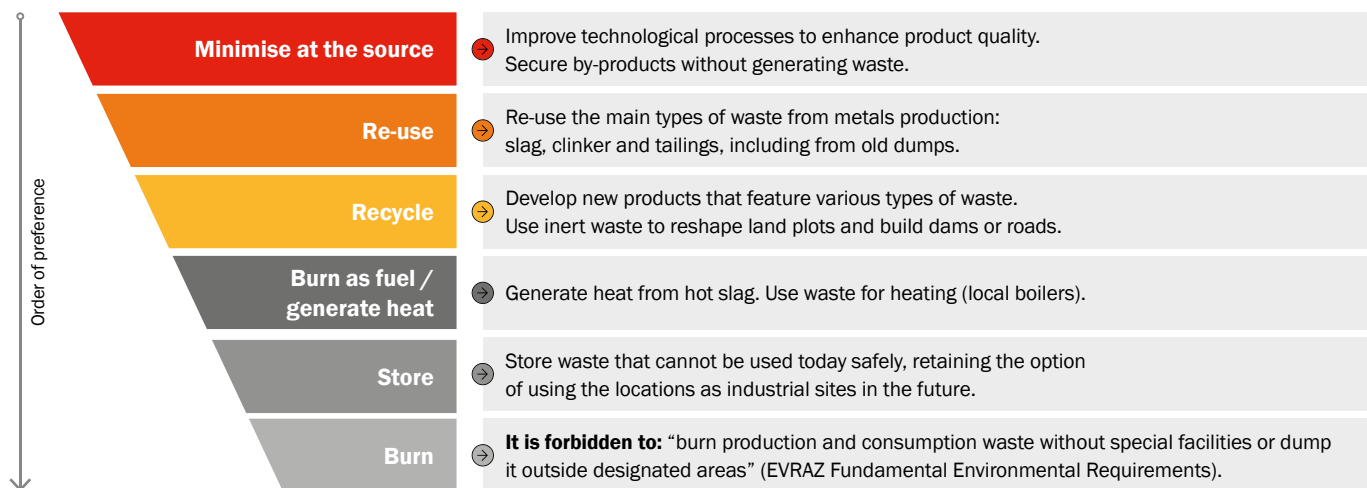 Order of preference
Minimise at the source
Improve technological processes to enhance product quality.
Secure by-products without generating waste.
Re-use
Re-use the main types of waste from metals production:
slag, clinker and tailings, including from old dumps.
Recycle
Develop new products that feature various types of waste.
Use inert waste to reshape land plots and build dams or roads.
Burn as fuel /
generate heat
Generate heat from hot slag. Use waste for heating (local boilers).
Store
Store waste that cannot be used today safely, retaining the option
of using the locations as industrial sites in the future.
Burn
It is forbidden to: “burn production and consumption waste without special facilities or dump
it outside designated areas” (EVRAZ Fundamental Environmental Requirements).